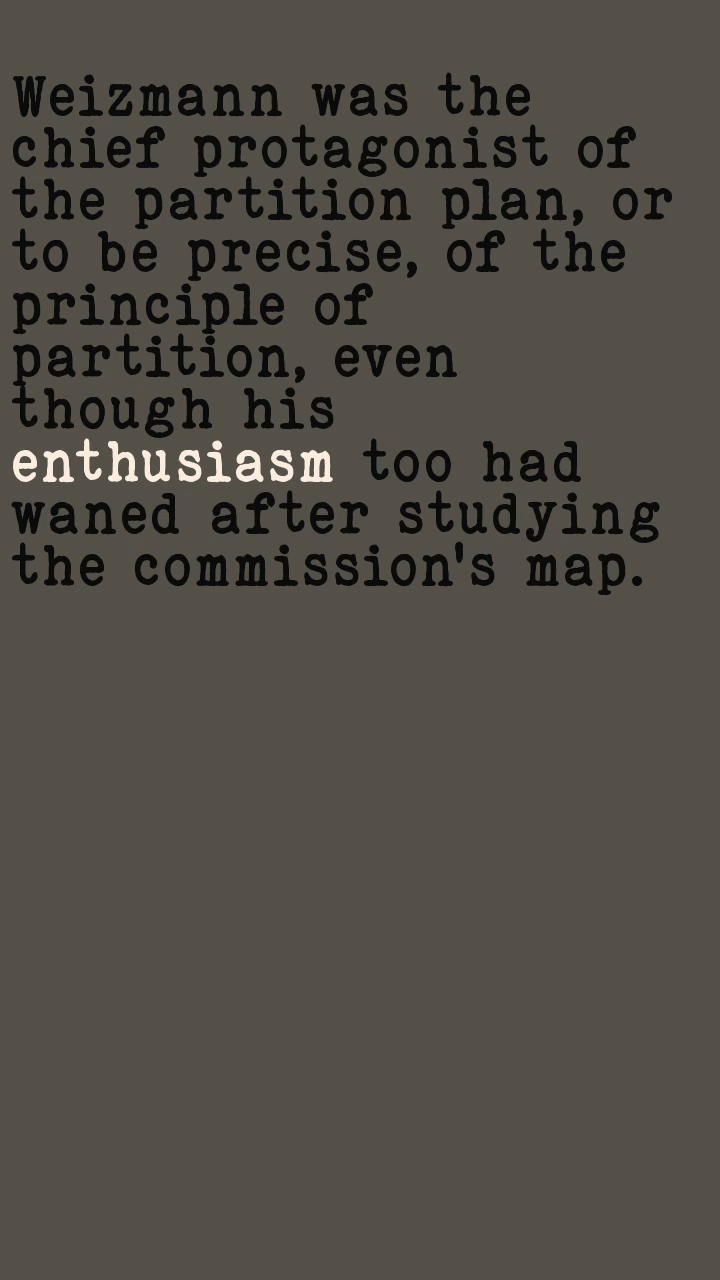 Weizmann was the
chief protagonist of
the partition plan, or
to be precise, of the
principle of
partition, even
though his
enthusiasm too had
waned after studying
the commission's map.